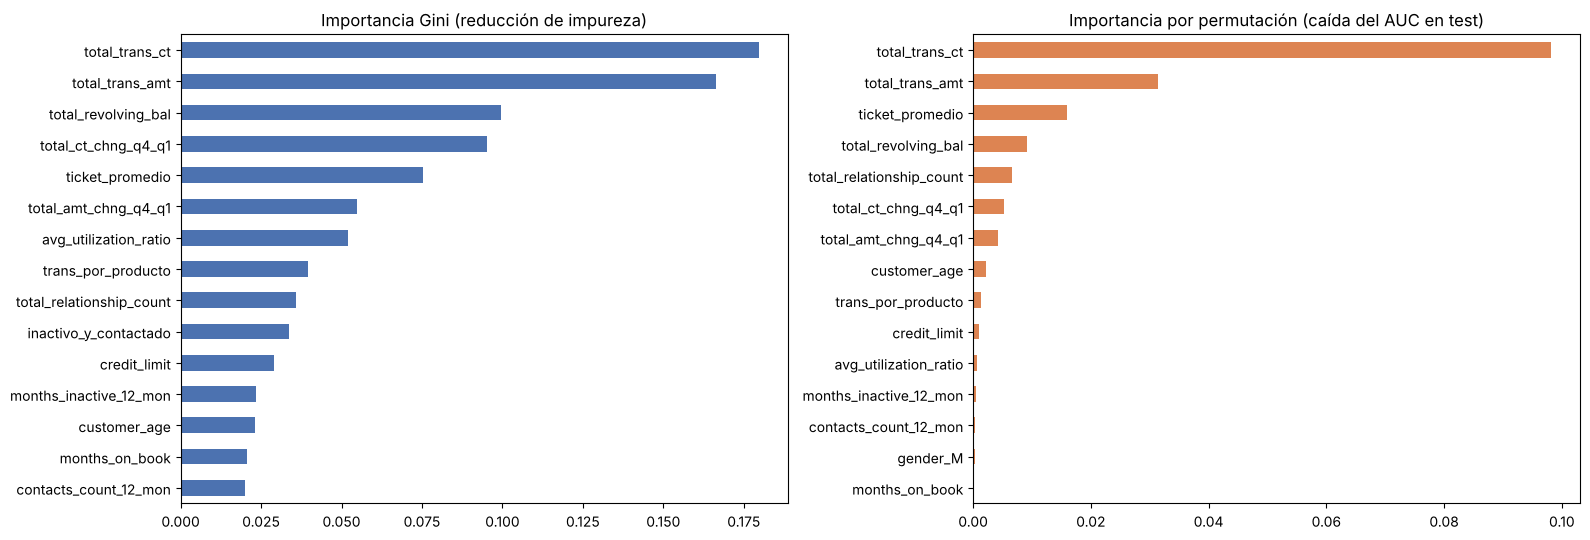 Importancia Gini (reducción de impureza)
total_trans_ct
total_trans_amt
total_revolving_bal
total_ct_chng_q4_q1
ticket_promedio
total_amt_chng_q4_q1
avg_utilization_ratio
trans_por_producto
total_relationship_count
inactivo_y_contactado
credit_limit
months_inactive_12_mon
customer_age
months_on_book
contacts_count_12_mon
0.000 0.025 0.050 0.075 0.100 0.125 0.150 0.175
Importancia por permutación (caída del AUC en test)
total_trans_ct
total_trans_amt
ticket_promedio
total_revolving_bal
total_relationship_count
total_ct_chng_q4_q1
total_amt_chng_q4_q1
customer_age
trans_por_producto
credit_limit
avg_utilization_ratio
months_inactive_12_mon
contacts_count_12_mon
gender_M
months_on_book
0.00 0.02 0.04 0.06 0.08 0.10